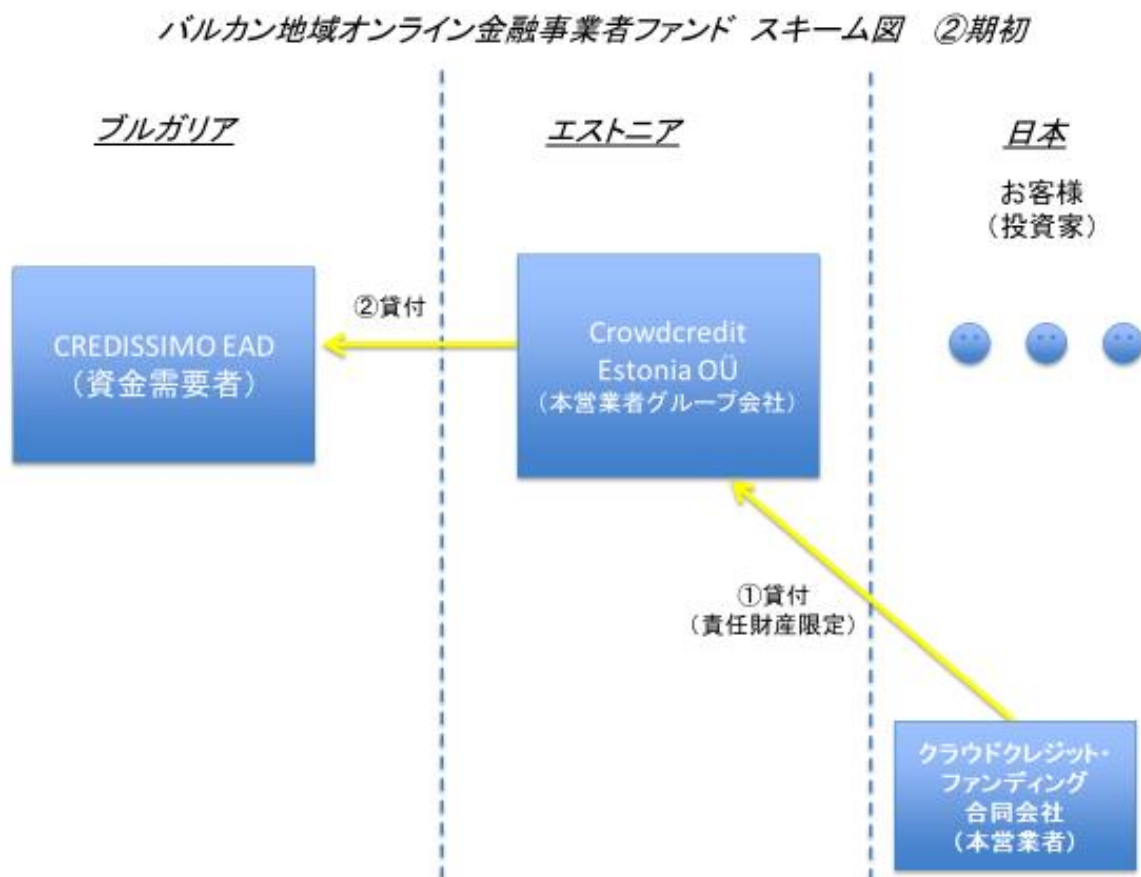 バルカン地域オンライン金融事業者ファンド スキーム図　②期初
ブルガリア
エストニア
日本
お客様
（投資家）
CREDISSIMO EAD
（資金需要者）
②貸付
Crowdcredit
Estonia OÜ
（本営業者グループ会社）
①貸付
（責任財産限定）
クラウドクレジット・
ファンディング
合同会社
（本営業者）